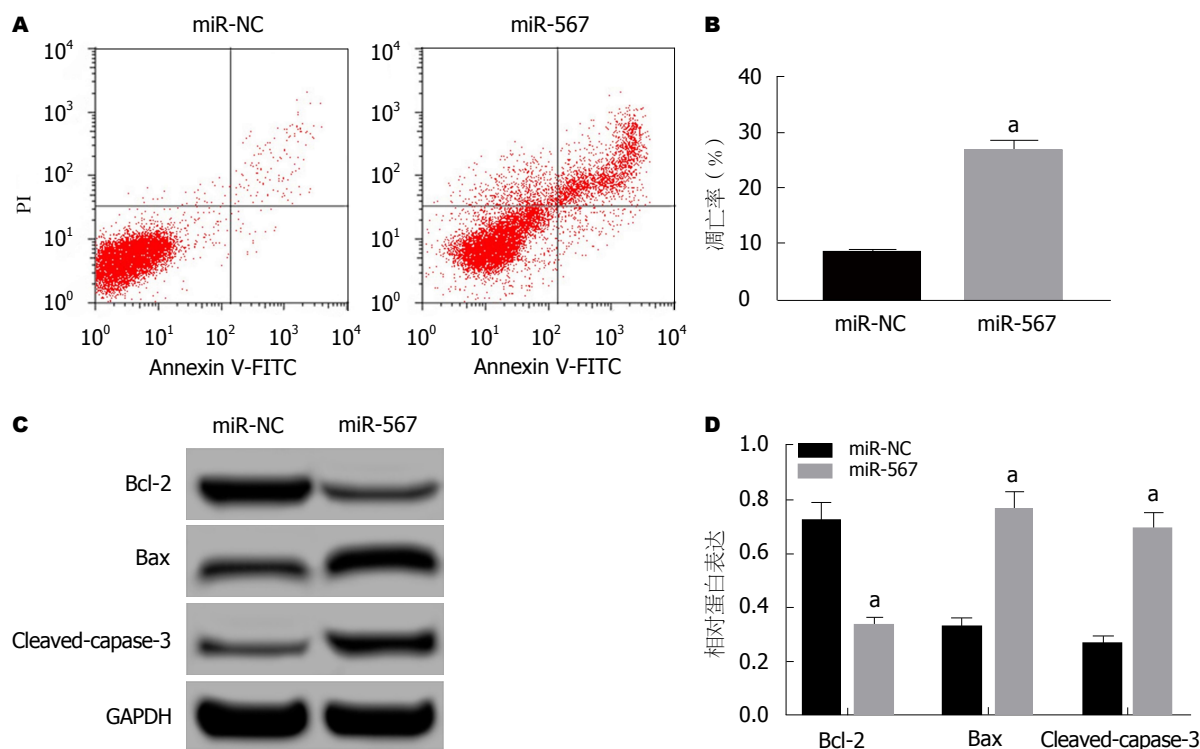 A
miR-NC
miR-567
PI
10⁴
10³
10²
10¹
10⁰
10⁰ 10¹ 10² 10³ 10⁴
Annexin V-FITC
10⁴
10³
10²
10¹
10⁰
10⁰ 10¹ 10² 10³ 10⁴
Annexin V-FITC
B
凋亡率(%)
40
30
20
10
0
a
miR-NC
miR-567
C
miR-NC
miR-567
Bcl-2
Bax
Cleaved-capase-3
GAPDH
D
相对蛋白表达
1.0
0.8
0.6
0.4
0.2
0
miR-NC
miR-567
a
a
a
Bcl-2
Bax
Cleaved-capase-3